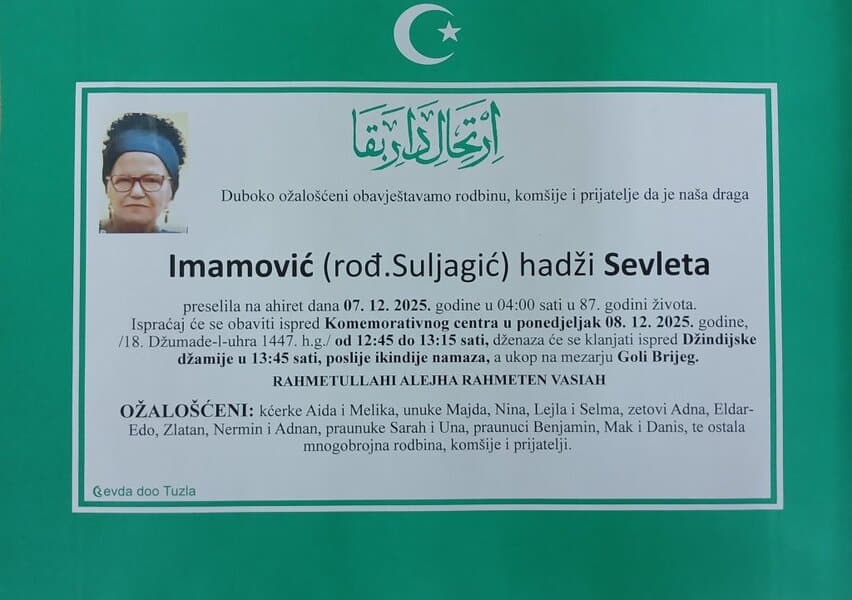 اِرْتِحَالِ دَارِ بَقَا
Duboko ožalošćeni obavještavamo rodbinu, komšije i prijatelje da je naša draga
Imamović (rođ.Suljagić) hadži Sevleta
preselila na ahiret dana 07. 12. 2025. godine u 04:00 sati u 87. godini života.
Ispraćaj će se obaviti ispred Komemorativnog centra u ponedjeljak 08. 12. 2025. godine,
/18. Džumade-l-uhra 1447. h.g./ od 12:45 do 13:15 sati, dženaza će se klanjati ispred Džindijske
džamije u 13:45 sati, poslije ikindije namaza, a ukop na mezarju Goli Brijeg.
RAHMETULLAHI ALEJHA RAHMETEN VASIAH
OŽALOŠĆENI: kćerke Aida i Melika, unuke Majda, Nina, Lejla i Selma, zetovi Adna, Eldar-
Edo, Zlatan, Nermin i Adnan, praunuke Sarah i Una, praunuci Benjamin, Mak i Danis, te ostala
mnogobrojna rodbina, komšije i prijatelji.
Sevda doo Tuzla